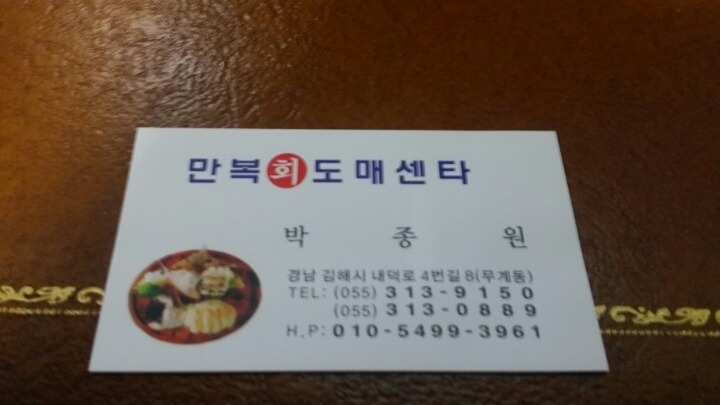 만복회도매센타
박종원
경남 김해시 내덕로 4번길 8(무계동)
TEL: (055) 313-9150
(055) 313-0889
H.P: 010-5499-3961